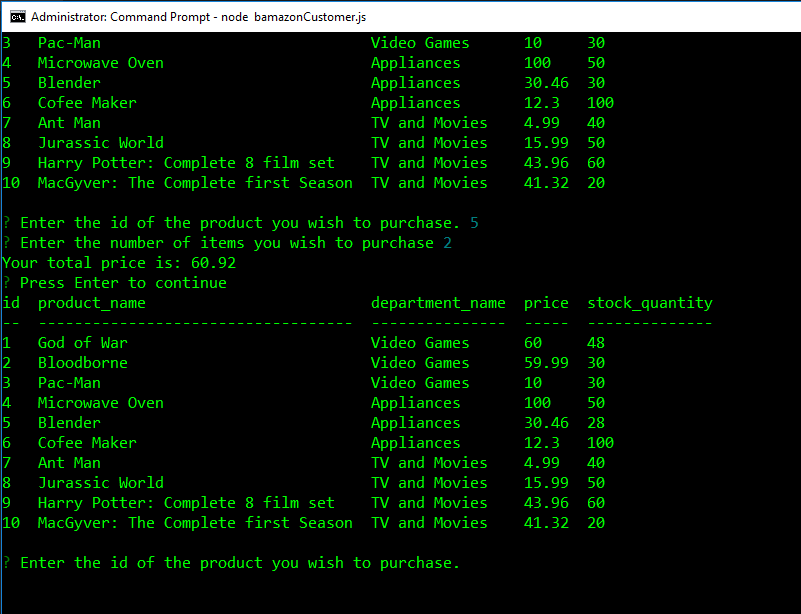 Administrator: Command Prompt - node bamazonCustomer.js
3 Pac-Man Video Games 10 30
4 Microwave Oven Appliances 100 50
5 Blender Appliances 30.46 30
6 Cofee Maker Appliances 12.3 100
7 Ant Man TV and Movies 4.99 40
8 Jurassic World TV and Movies 15.99 50
9 Harry Potter: Complete 8 film set TV and Movies 43.96 60
10 MacGyver: The Complete first Season TV and Movies 41.32 20
? Enter the id of the product you wish to purchase. 5
? Enter the number of items you wish to purchase 2
Your total price is: 60.92
? Press Enter to continue
id product_name department_name price stock_quantity
-- ----------------------------------- --------------- ----- --------------
1 God of War Video Games 60 48
2 Bloodborne Video Games 59.99 30
3 Pac-Man Video Games 10 30
4 Microwave Oven Appliances 100 50
5 Blender Appliances 30.46 28
6 Cofee Maker Appliances 12.3 100
7 Ant Man TV and Movies 4.99 40
8 Jurassic World TV and Movies 15.99 50
9 Harry Potter: Complete 8 film set TV and Movies 43.96 60
10 MacGyver: The Complete first Season TV and Movies 41.32 20
? Enter the id of the product you wish to purchase.